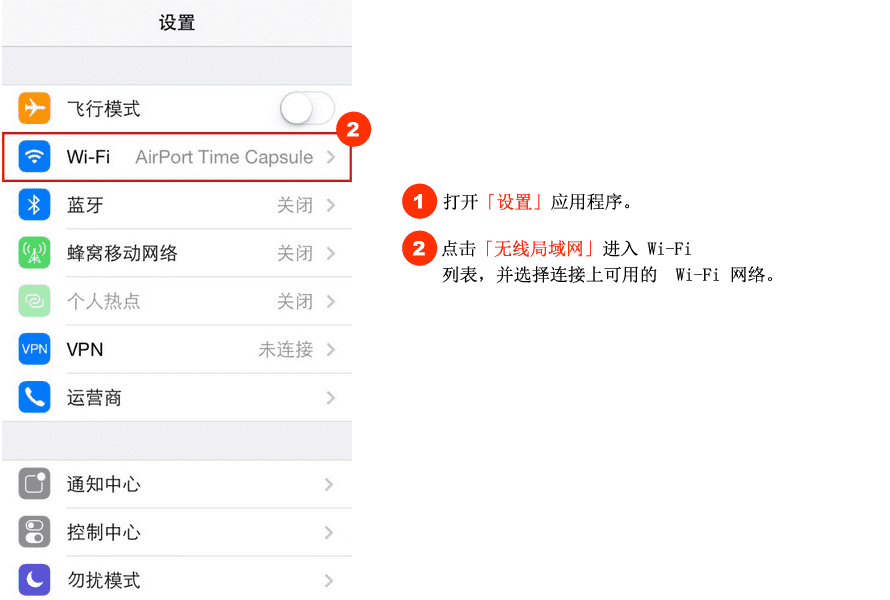 设置
飞行模式
2
Wi-Fi AirPort Time Capsule
蓝牙 关闭
蜂窝移动网络 关闭
个人热点 关闭
VPN VPN 未连接
运营商
通知中心
控制中心
勿扰模式
1 打开「设置」应用程序。
2 点击「无线局域网」进入 Wi-Fi
列表，并选择连接上可用的 Wi-Fi 网络。